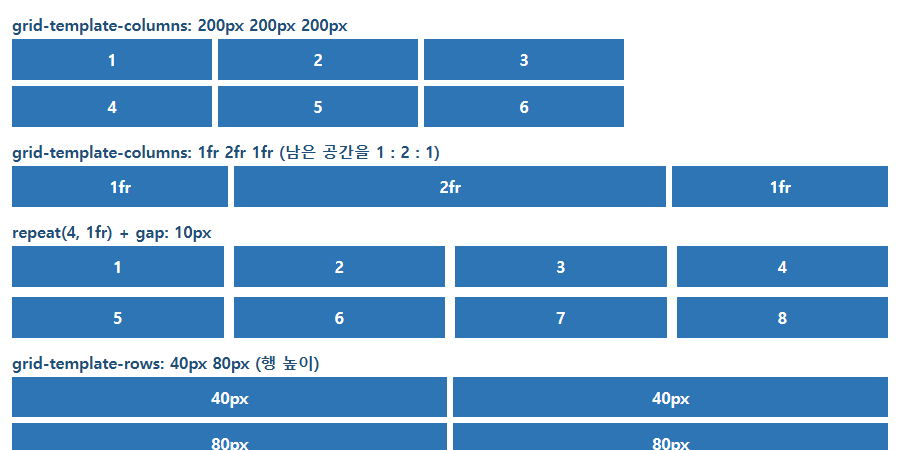 grid-template-columns: 200px 200px 200px
1 2 3
4 5 6
grid-template-columns: 1fr 2fr 1fr (남은 공간을 1 : 2 : 1)
1fr 2fr 1fr
repeat(4, 1fr) + gap: 10px
1 2 3 4
5 6 7 8
grid-template-rows: 40px 80px (행 높이)
40px 40px
80px 80px